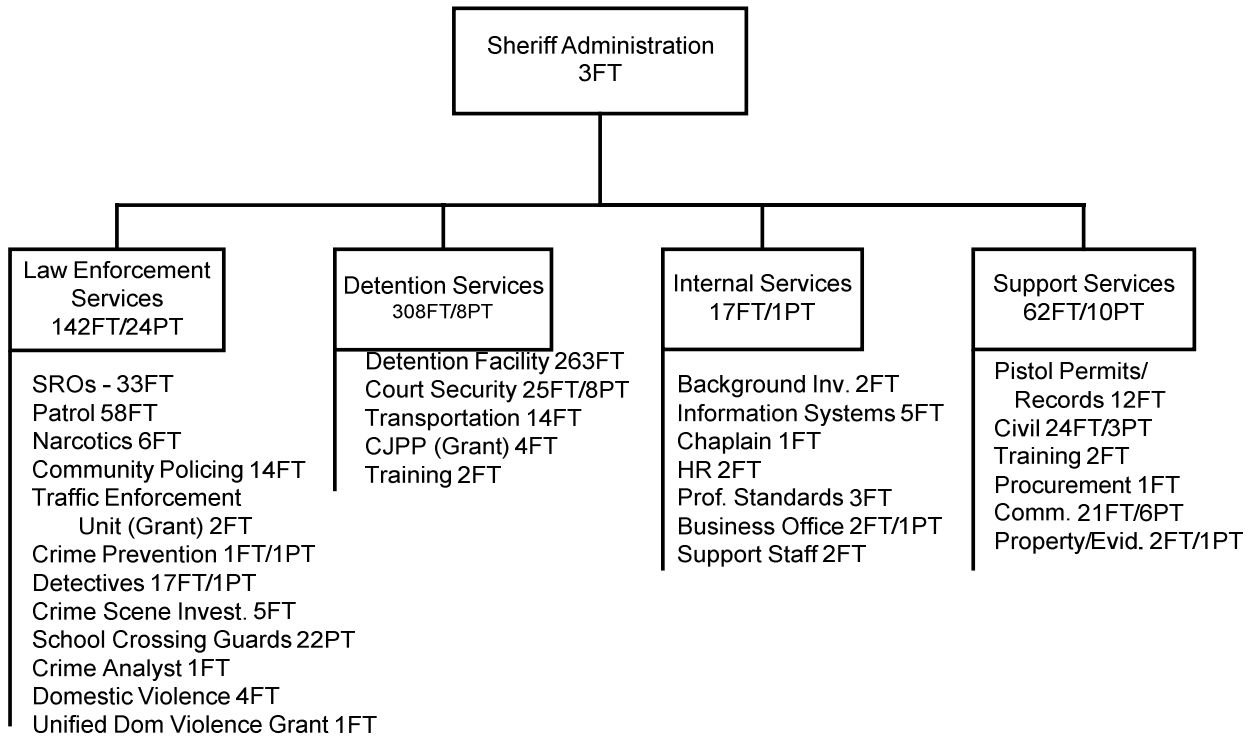 Sheriff Administration
3FT
Law Enforcement
Services
142FT/24PT
SROs - 33FT
Patrol 58FT
Narcotics 6FT
Community Policing 14FT
Traffic Enforcement
Unit (Grant) 2FT
Crime Prevention 1FT/1PT
Detectives 17FT/1PT
Crime Scene Invest. 5FT
School Crossing Guards 22PT
Crime Analyst 1FT
Domestic Violence 4FT
Unified Dom Violence Grant 1FT
Detention Services
308FT/8PT
Detention Facility 263FT
Court Security 25FT/8PT
Transportation 14FT
CJPP (Grant) 4FT
Training 2FT
Internal Services
17FT/1PT
Background Inv. 2FT
Information Systems 5FT
Chaplain 1FT
HR 2FT
Prof. Standards 3FT
Business Office 2FT/1PT
Support Staff 2FT
Support Services
62FT/10PT
Pistol Permits/
Records 12FT
Civil 24FT/3PT
Training 2FT
Procurement 1FT
Comm. 21FT/6PT
Property/Evid. 2FT/1PT